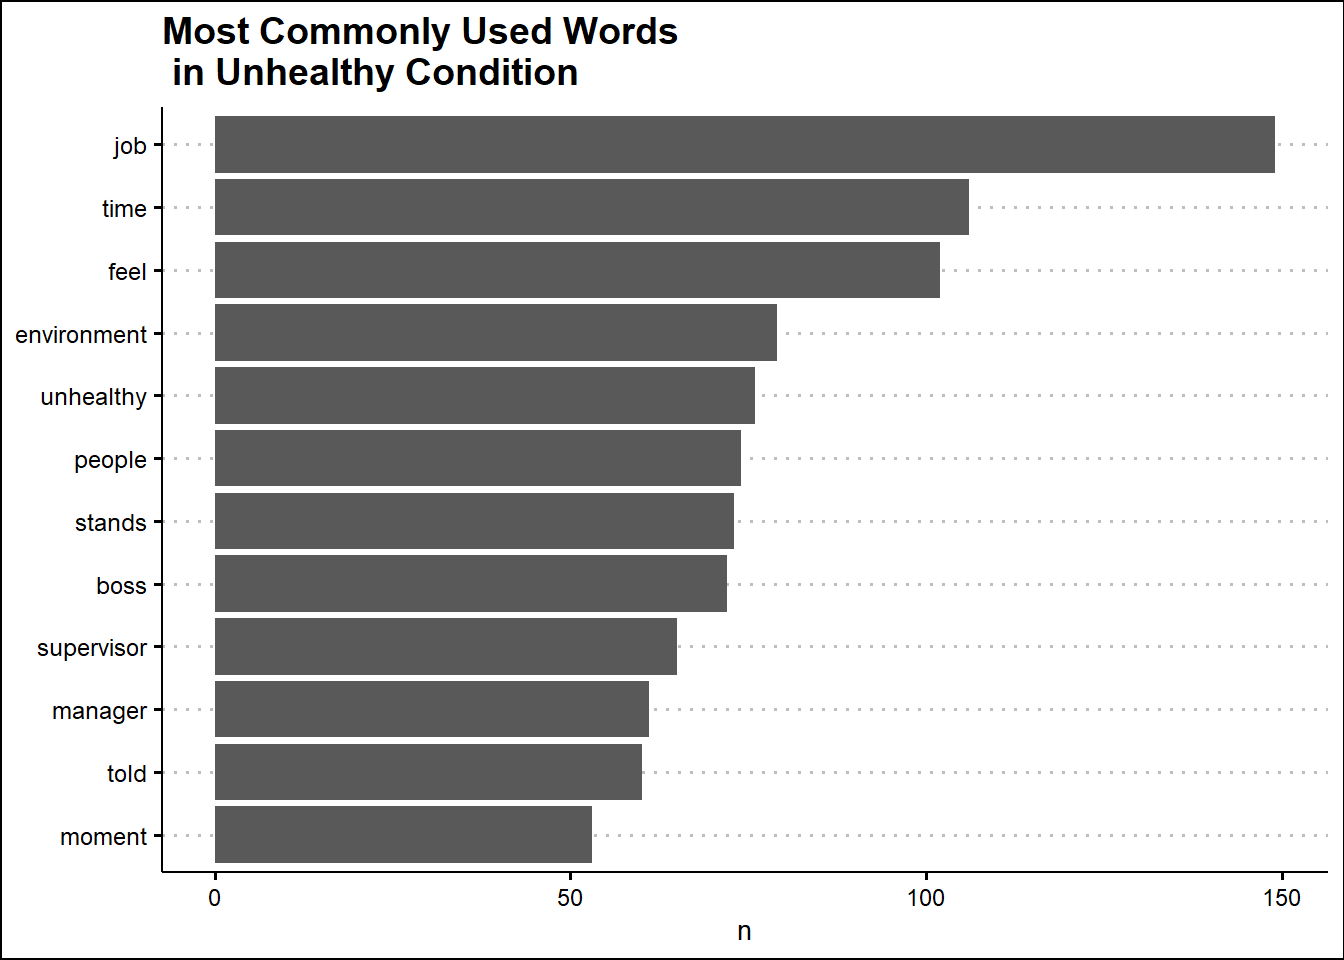 Most Commonly Used Words
in Unhealthy Condition
job
time
feel
environment
unhealthy
people
stands
boss
supervisor
manager
told
moment
0 50 100 150
n